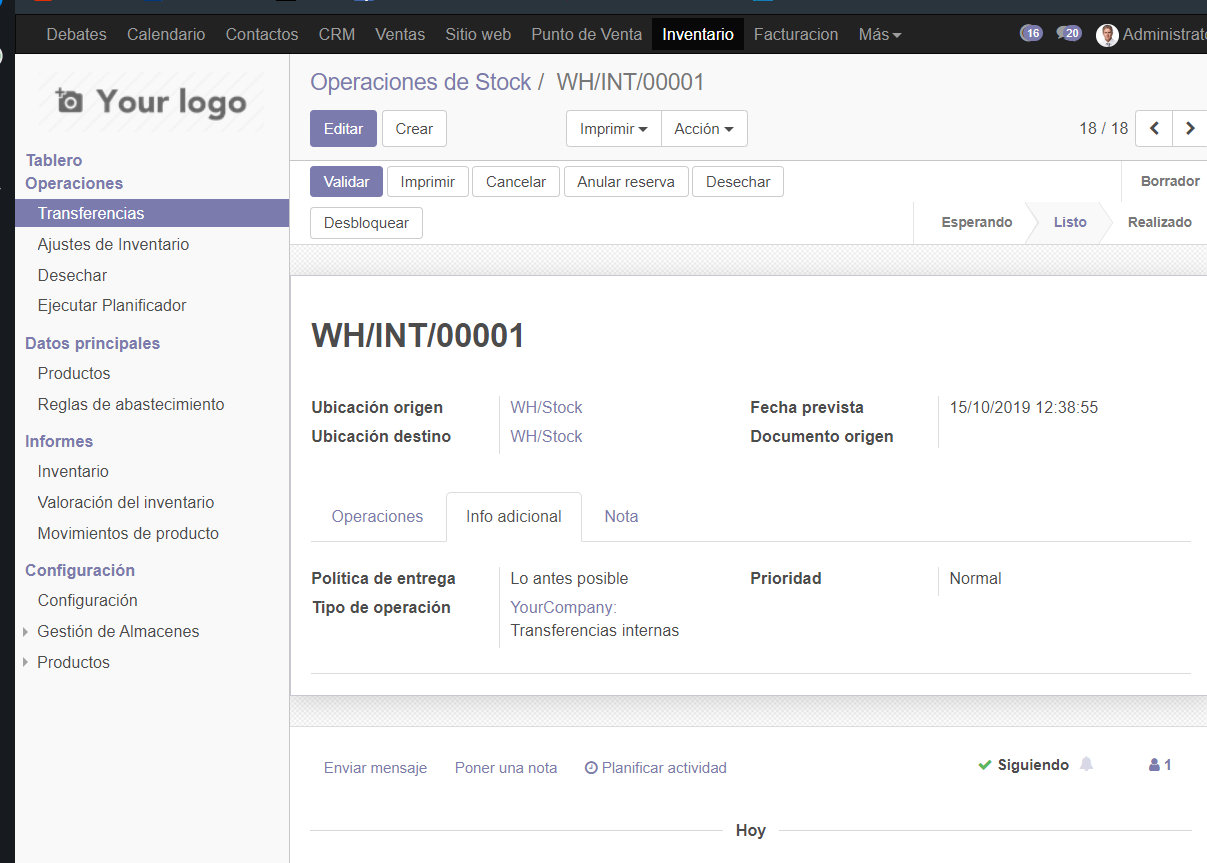 Debates Calendario Contactos CRM Ventas Sitio web Punto de Venta Inventario Facturacion Más 16 20 Administrato
Your logo
Tablero
Operaciones
Transferencias
Ajustes de Inventario
Desechar
Ejecutar Planificador
Datos principales
Productos
Reglas de abastecimiento
Informes
Inventario
Valoración del inventario
Movimientos de producto
Configuración
Configuración
Gestión de Almacenes
Productos
Operaciones de Stock / WH/INT/00001
Editar Crear Imprimir Acción 18 / 18
Validar Imprimir Cancelar Anular reserva Desechar Borrador
Desbloquear Esperando Listo Realizado
WH/INT/00001
Ubicación origen WH/Stock Fecha prevista 15/10/2019 12:38:55
Ubicación destino WH/Stock Documento origen
Operaciones Info adicional Nota
Política de entrega Lo antes posible Prioridad Normal
Tipo de operación YourCompany:
Transferencias internas
Enviar mensaje Poner una nota Planificar actividad Siguiendo 1
Hoy